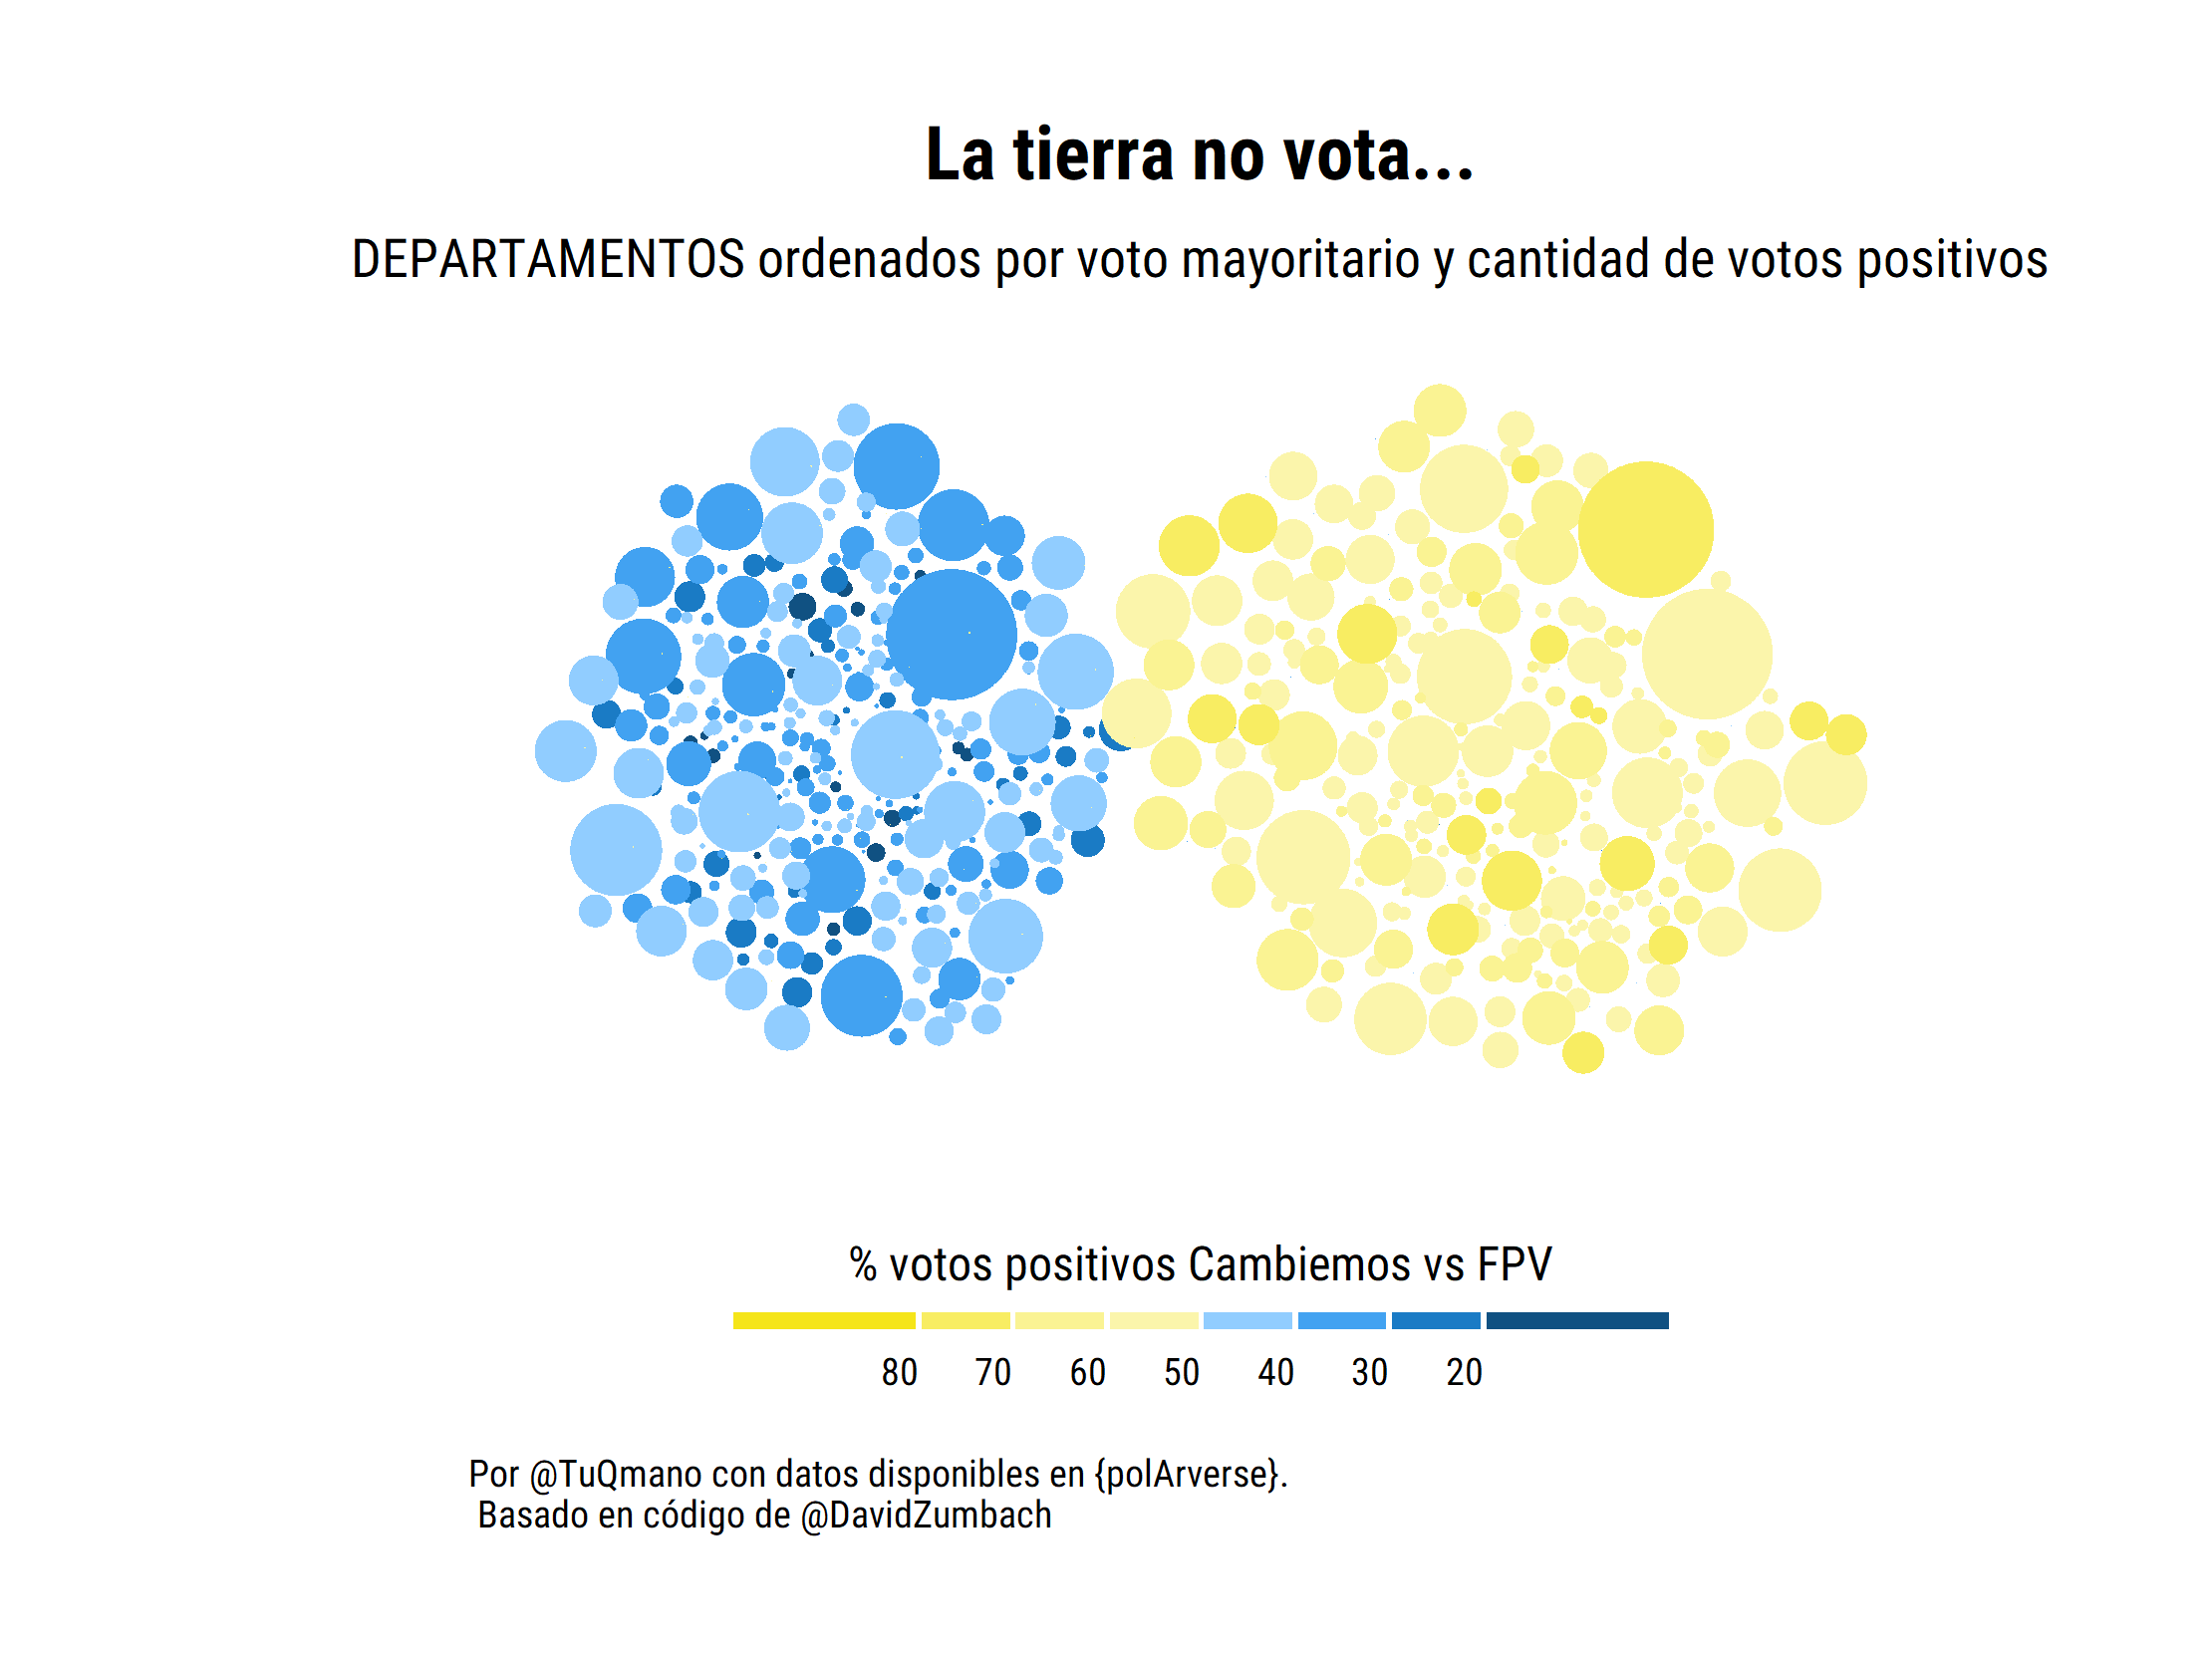 La tierra no vota...
DEPARTAMENTOS ordenados por voto mayoritario y cantidad de votos positivos
% votos positivos Cambiemos vs FPV
80 70 60 50 40 30 20
Por @TuQmano con datos disponibles en {polArverse}.
Basado en código de @DavidZumbach